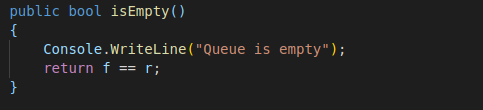 public bool isEmpty()
{
    Console.WriteLine("Queue is empty");
    return f == r;
}